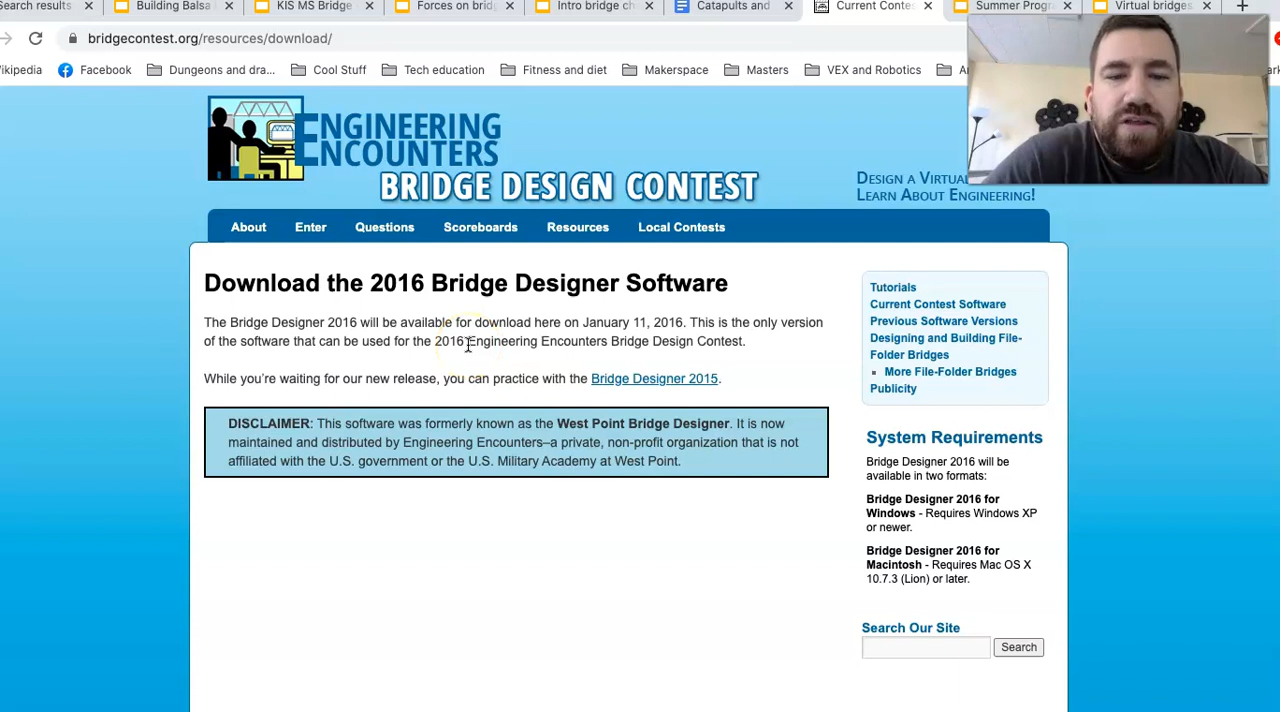 Search results
Building Balsa
KIS MS Bridge
Forces on brid
Intro bridge ch
Catapults and
Current Contes
Summer Progr
Virtual bridges
bridgecontest.org/resources/download/
ikipedia
Facebook
Dungeons and dra...
Cool Stuff
Tech education
Fitness and diet
Makerspace
Masters
VEX and Robotics
ark
ENGINEERING
ENCOUNTERS
BRIDGE DESIGN CONTEST
DESIGN A VIRTUAL
LEARN ABOUT ENGINEERING!
About Enter Questions Scoreboards Resources Local Contests
Download the 2016 Bridge Designer Software
The Bridge Designer 2016 will be available for download here on January 11, 2016. This is the only version
of the software that can be used for the 2016 Engineering Encounters Bridge Design Contest.
While you’re waiting for our new release, you can practice with the Bridge Designer 2015.
DISCLAIMER: This software was formerly known as the West Point Bridge Designer. It is now
maintained and distributed by Engineering Encounters–a private, non-profit organization that is not
affiliated with the U.S. government or the U.S. Military Academy at West Point.
Tutorials
Current Contest Software
Previous Software Versions
Designing and Building File-
Folder Bridges
More File-Folder Bridges
Publicity
System Requirements
Bridge Designer 2016 will be
available in two formats:
Bridge Designer 2016 for
Windows - Requires Windows XP
or newer.
Bridge Designer 2016 for
Macintosh - Requires Mac OS X
10.7.3 (Lion) or later.
Search Our Site
Search